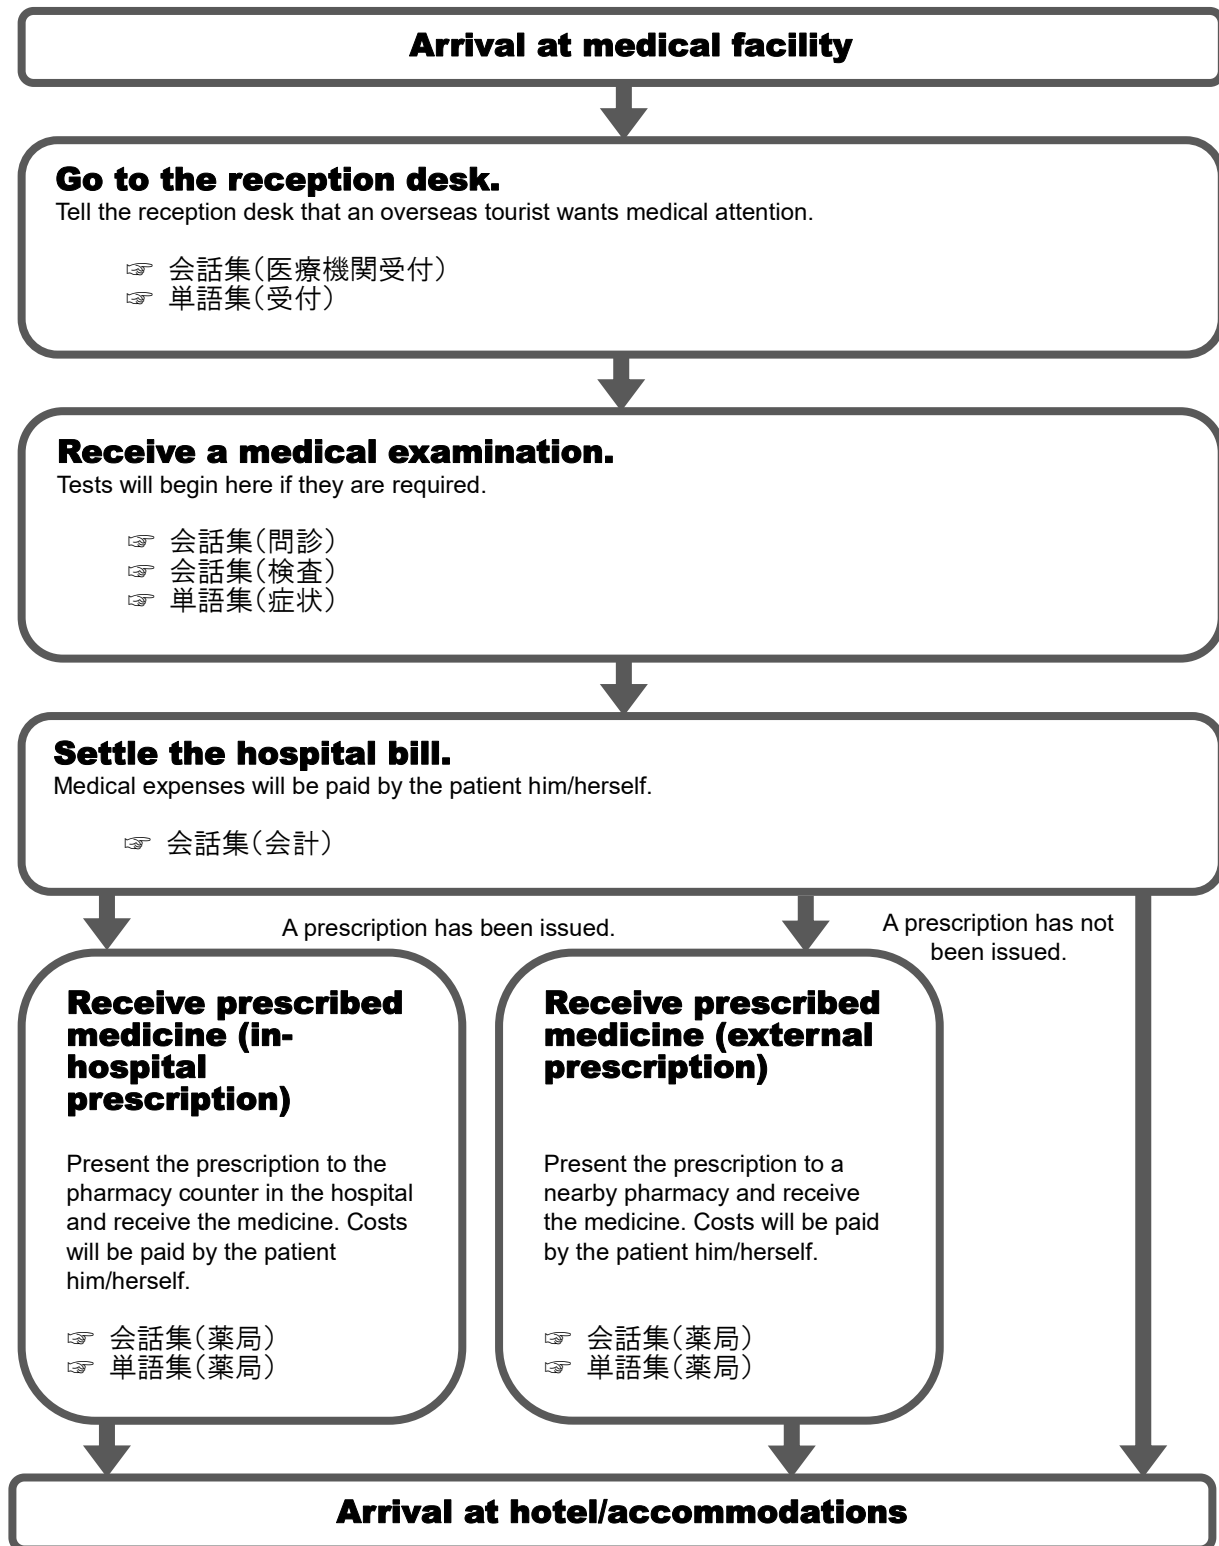 Arrival at medical facility
Go to the reception desk.
Tell the reception desk that an overseas tourist wants medical attention.
☞ 会話集(医療機関受付)
☞ 単語集(受付)
Receive a medical examination.
Tests will begin here if they are required.
☞ 会話集(問診)
☞ 会話集(検査)
☞ 単語集(症状)
Settle the hospital bill.
Medical expenses will be paid by the patient him/herself.
☞ 会話集(会計)
A prescription has been issued.
A prescription has not
been issued.
Receive prescribed
medicine (in-
hospital
prescription)
Present the prescription to the
pharmacy counter in the hospital
and receive the medicine. Costs
will be paid by the patient
him/herself.
☞ 会話集(薬局)
☞ 単語集(薬局)
Receive prescribed
medicine (external
prescription)
Present the prescription to a
nearby pharmacy and receive
the medicine. Costs will be paid
by the patient him/herself.
☞ 会話集(薬局)
☞ 単語集(薬局)
Arrival at hotel/accommodations